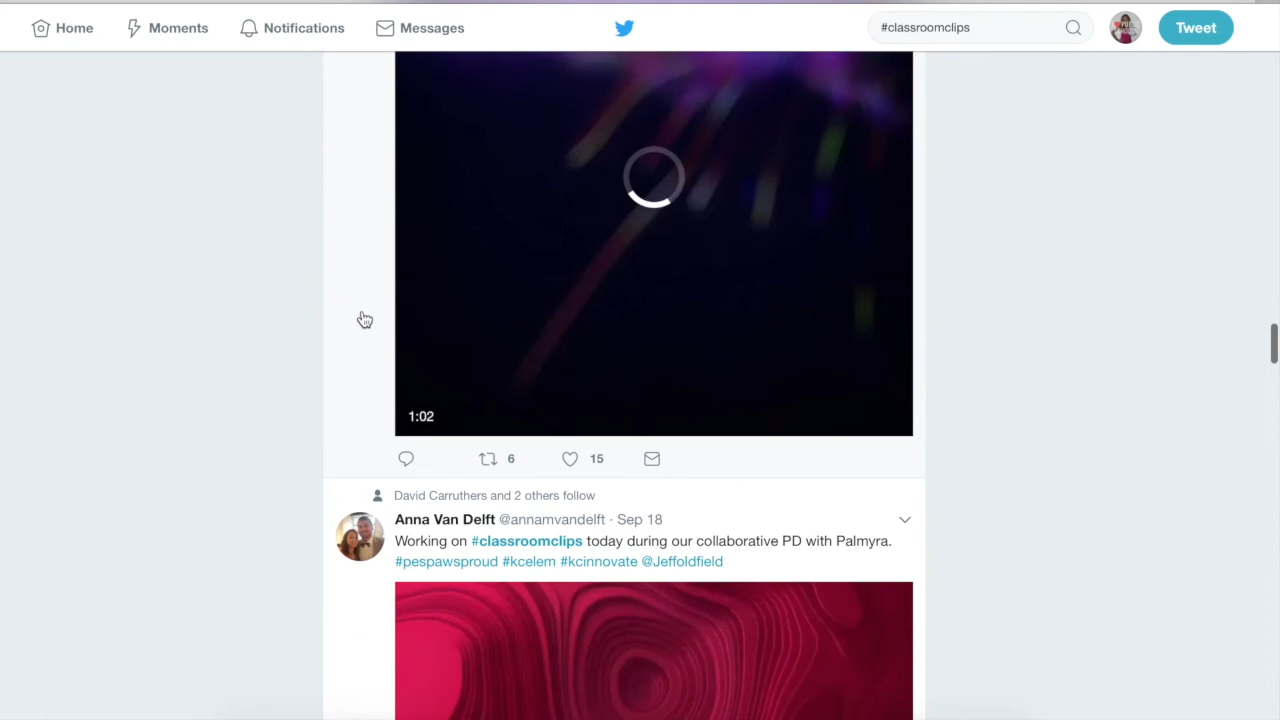 Home Moments Notifications Messages #classroomclips Tweet
1:02
6 15
David Carruthers and 2 others follow
Anna Van Delft @annamvandelft · Sep 18
Working on #classroomclips today during our collaborative PD with Palmyra.
#pespawsproud #kcelem #kcinnovate @Jeffoldfield